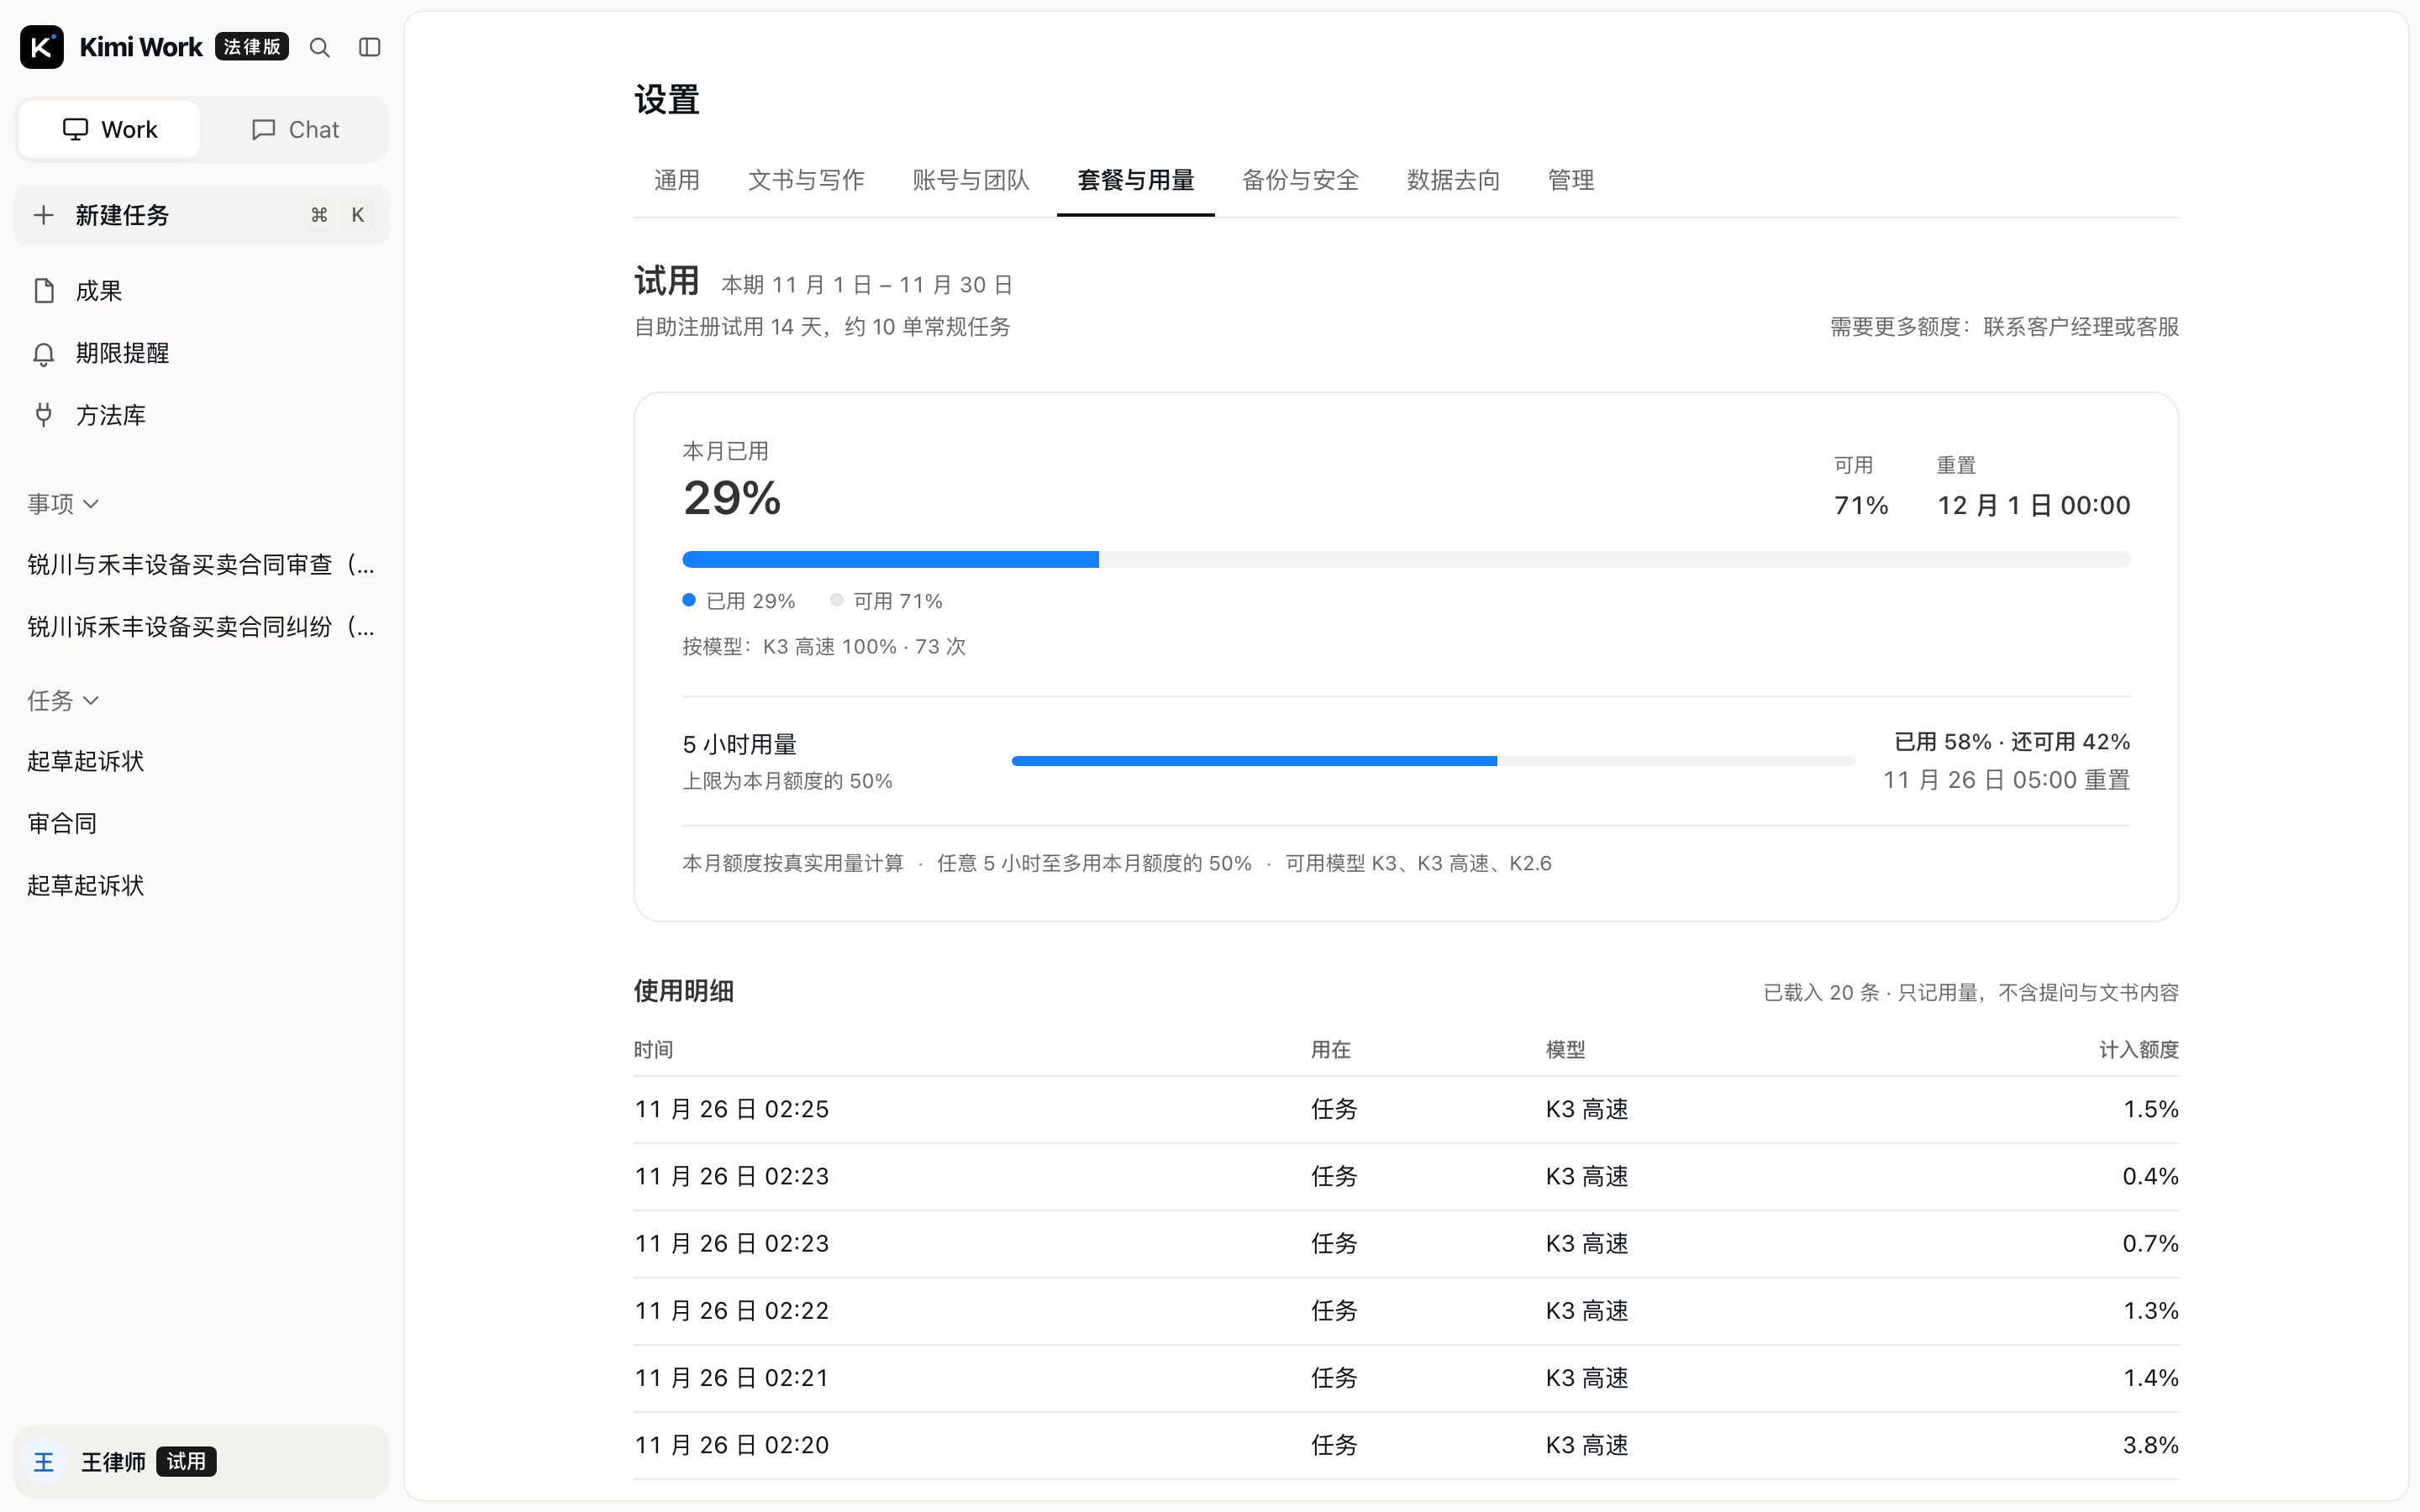 Kimi Work 法律版
Work Chat
新建任务 ⌘ K
成果
期限提醒
方法库
事项
锐川与禾丰设备买卖合同审查（...
锐川诉禾丰设备买卖合同纠纷（...
任务
起草起诉状
审合同
起草起诉状
王 王律师 试用
设置
通用 文书与写作 账号与团队 套餐与用量 备份与安全 数据去向 管理
试用 本期 11 月 1 日 – 11 月 30 日
自助注册试用 14 天，约 10 单常规任务 需要更多额度：联系客户经理或客服
本月已用
29%
可用 重置
71% 12 月 1 日 00:00
已用 29% 可用 71%
按模型：K3 高速 100% · 73 次
5 小时用量
上限为本月额度的 50%
已用 58% · 还可用 42%
11 月 26 日 05:00 重置
本月额度按真实用量计算 · 任意 5 小时至多用本月额度的 50% · 可用模型 K3、K3 高速、K2.6
使用明细 已载入 20 条 · 只记用量，不含提问与文书内容
时间 用在 模型 计入额度
11 月 26 日 02:25 任务 K3 高速 1.5%
11 月 26 日 02:23 任务 K3 高速 0.4%
11 月 26 日 02:23 任务 K3 高速 0.7%
11 月 26 日 02:22 任务 K3 高速 1.3%
11 月 26 日 02:21 任务 K3 高速 1.4%
11 月 26 日 02:20 任务 K3 高速 3.8%